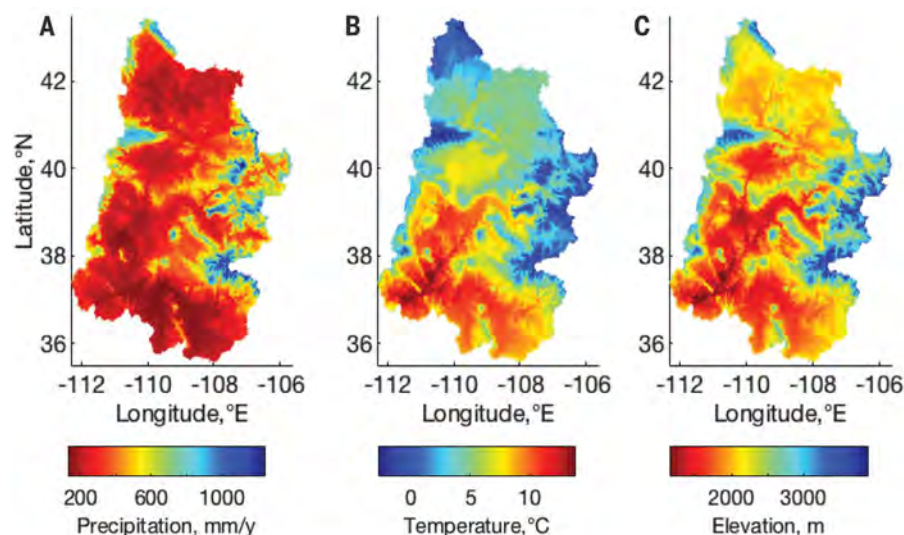 A B C
42 42 42
40 40 40
38 38 38
36 36 36
Latitude,°N
-112 -110 -108 -106 -112 -110 -108 -106 -112 -110 -108 -106
Longitude,°E Longitude,°E Longitude,°E
200 600 1000 0 5 10 2000 3000
Precipitation, mm/y Temperature,°C Elevation, m